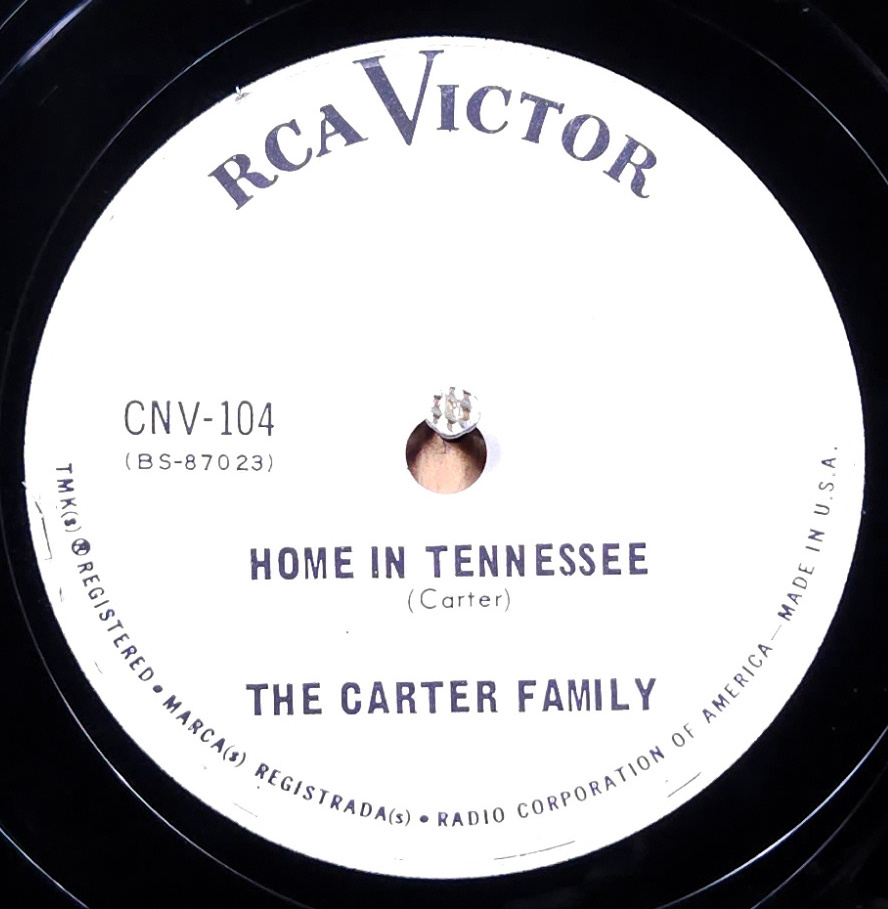 RCA VICTOR
CNV-104
(BS-87023)
HOME IN TENNESSEE
(Carter)
THE CARTER FAMILY
TMK(s) ® REGISTERED • MARCA(s) REGISTRADA(s) • RADIO CORPORATION OF AMERICA—MADE IN U.S.A.